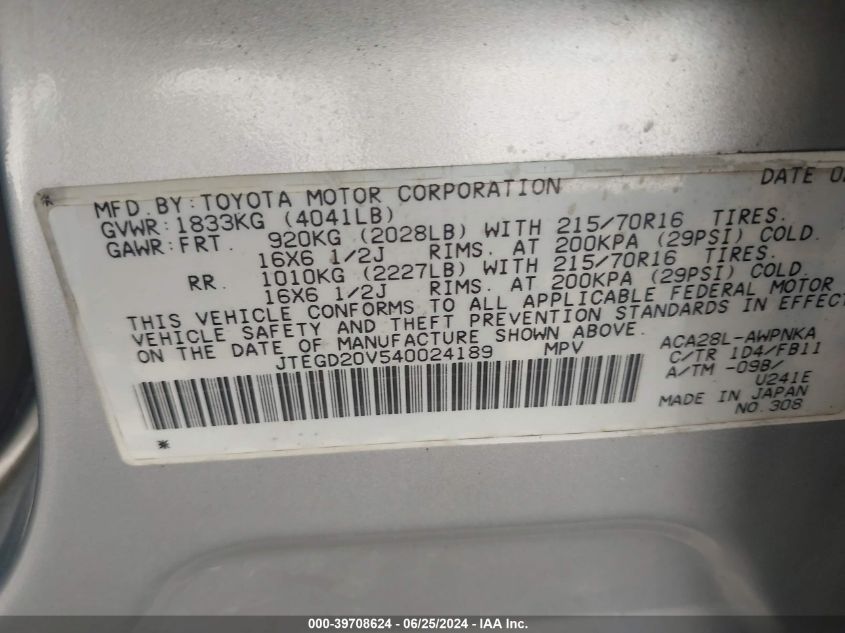 MFD.BY:TOYOTA MOTOR CORPORATION DATE 0
GVWR:1833KG (4041LB)
GAWR:FRT. 920KG (2028LB) WITH 215/70R16 TIRES.
16X6 1/2J RIMS. AT 200KPA (29PSI) COLD.
RR. 1010KG (2227LB) WITH 215/70R16 TIRES.
16X6 1/2J RIMS. AT 200KPA (29PSI) COLD.
THIS VEHICLE CONFORMS TO ALL APPLICABLE FEDERAL MOTOR
VEHICLE SAFETY AND THEFT PREVENTION STANDARDS IN EFFECT
ON THE DATE OF MANUFACTURE SHOWN ABOVE.
JTEGD20V540024189 MPV
ACA28L-AWPNKA
C/TR 1D4/FB11
A/TM -09B/
U241E
MADE IN JAPAN
NO.308
000-39708624 - 06/25/2024 - IAA Inc.